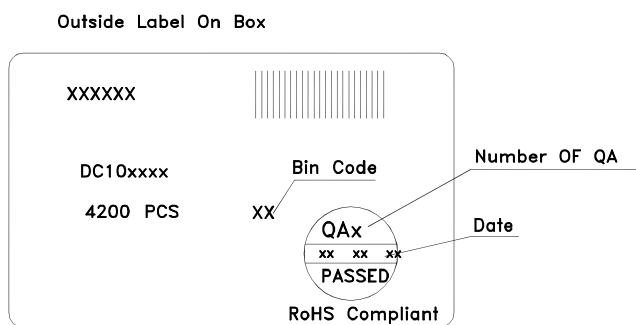 Outside Label On Box
XXXXXX
DC10xxxx
Bin Code
Number OF QA
4200 PCS
XX
QAx
Date
xx xx xx
PASSED
RoHS Compliant